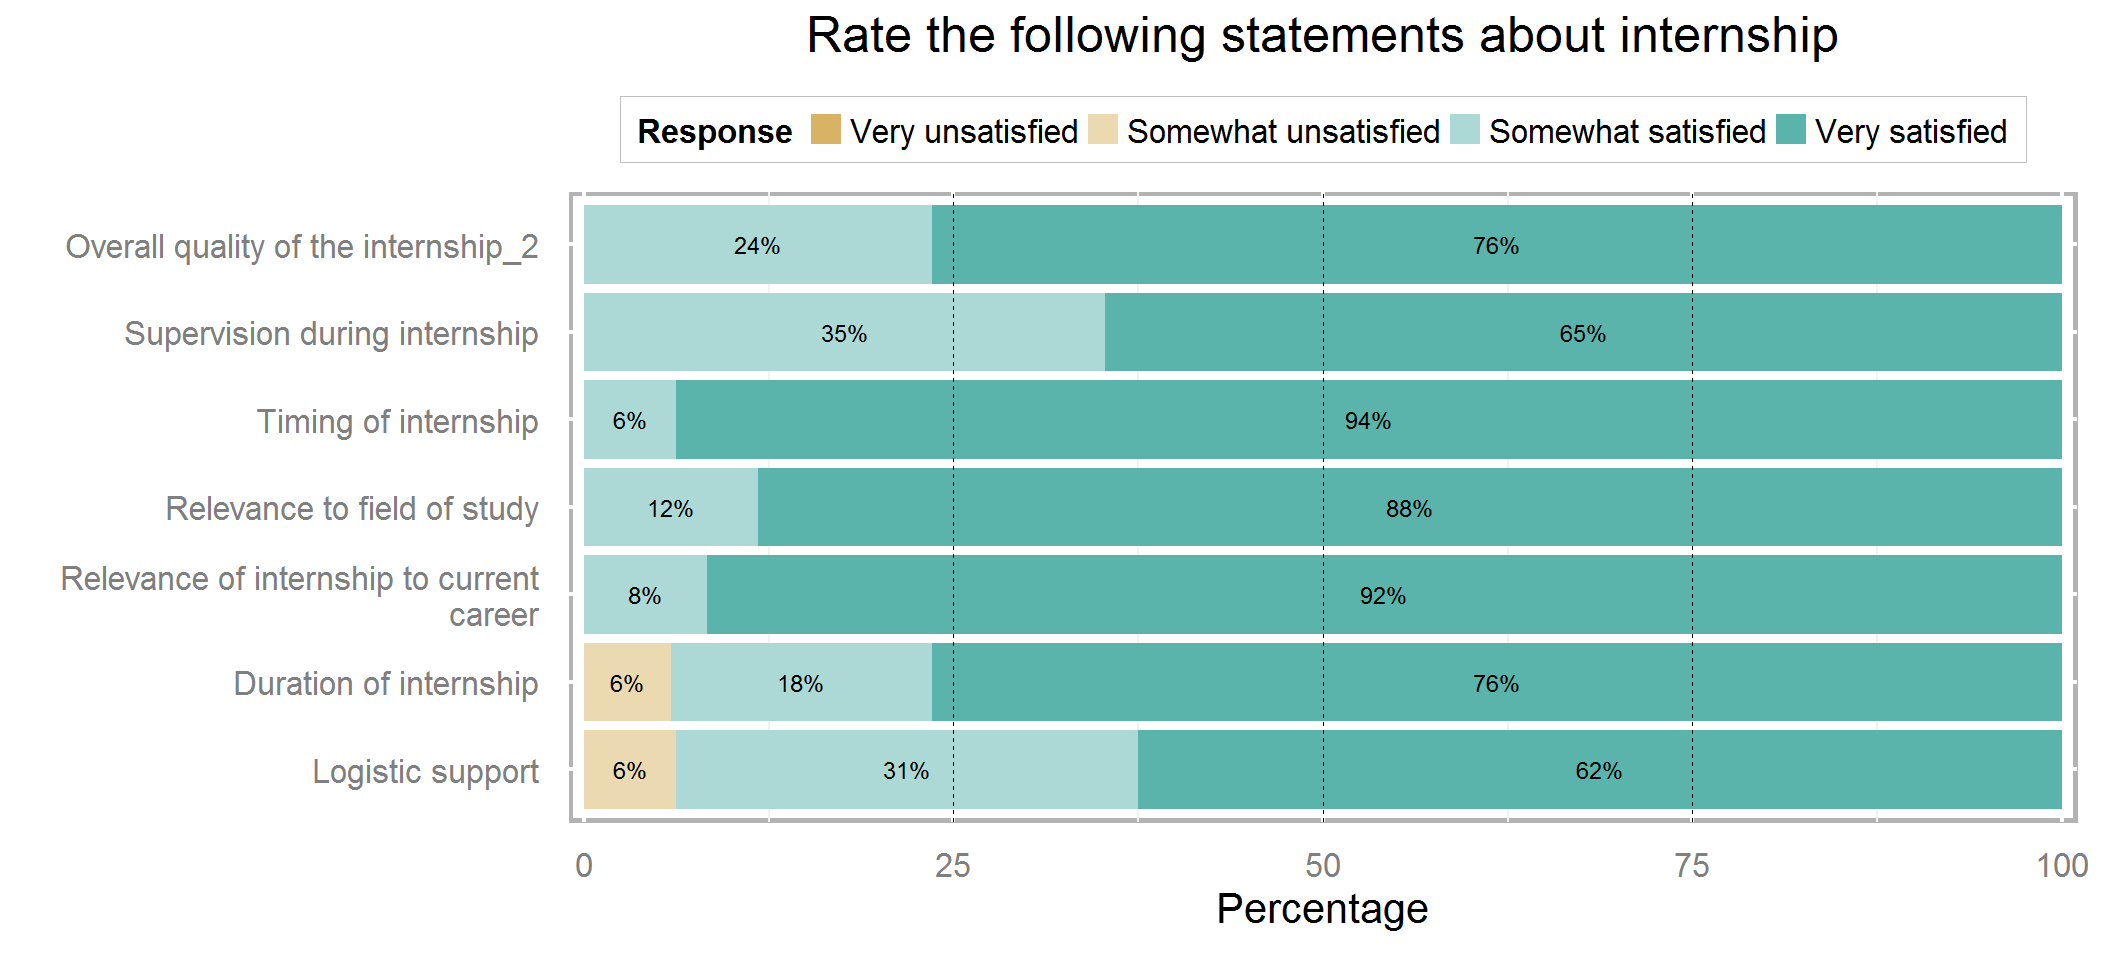 Rate the following statements about internship
Response Very unsatisfied Somewhat unsatisfied Somewhat satisfied Very satisfied
Overall quality of the internship_2 24% 76%
Supervision during internship 35% 65%
Timing of internship 6% 94%
Relevance to field of study 12% 88%
Relevance of internship to current
career 8% 92%
Duration of internship 6% 18% 76%
Logistic support 6% 31% 62%
0 25 50 75 100
Percentage